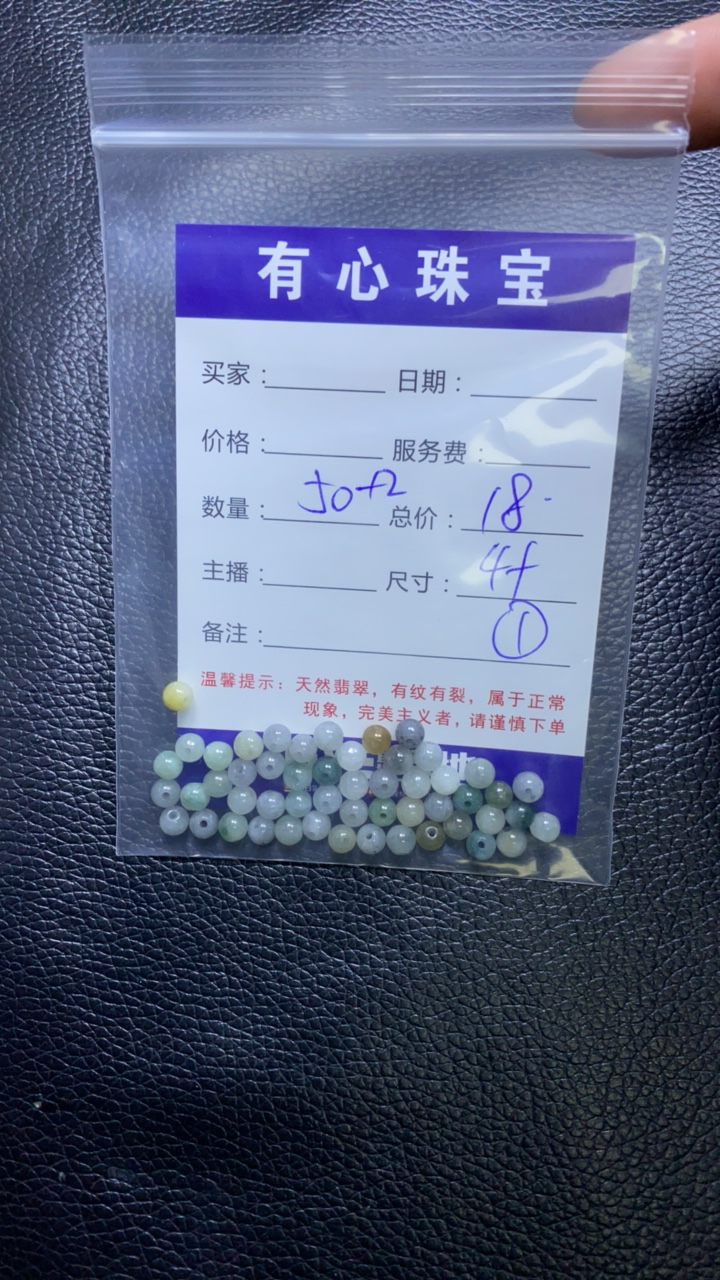 有心珠宝
买家：日期：
价格：服务费：
数量：50+2 总价：18
主播：尺寸：4+
备注：①
温馨提示：天然翡翠，有纹有裂，属于正常
现象，完美主义者，请谨慎下单
地